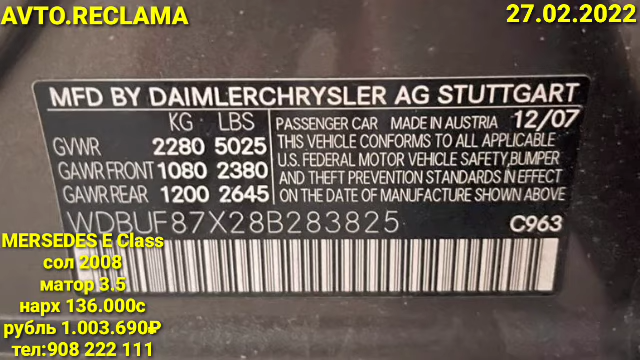 AVTO.RECLAMA
27.02.2022
MFD BY DAIMLERCHRYSLER AG STUTTGART
KG LBS
GVWR 2280 5025
GAWR FRONT 1080 2380
GAWR REAR 1200 2645
PASSENGER CAR MADE IN AUSTRIA 12/07
THIS VEHICLE CONFORMS TO ALL APPLICABLE
U.S. FEDERAL MOTOR VEHICLE SAFETY, BUMPER
AND THEFT PREVENTION STANDARDS IN EFFECT
ON THE DATE OF MANUFACTURE SHOWN ABOVE.
WDBUF87X28B283825
C963
MERSEDES E Class
сол 2008
матор 3.5
нарх 136.000с
рубль 1.003.690₽
тел:908 222 111